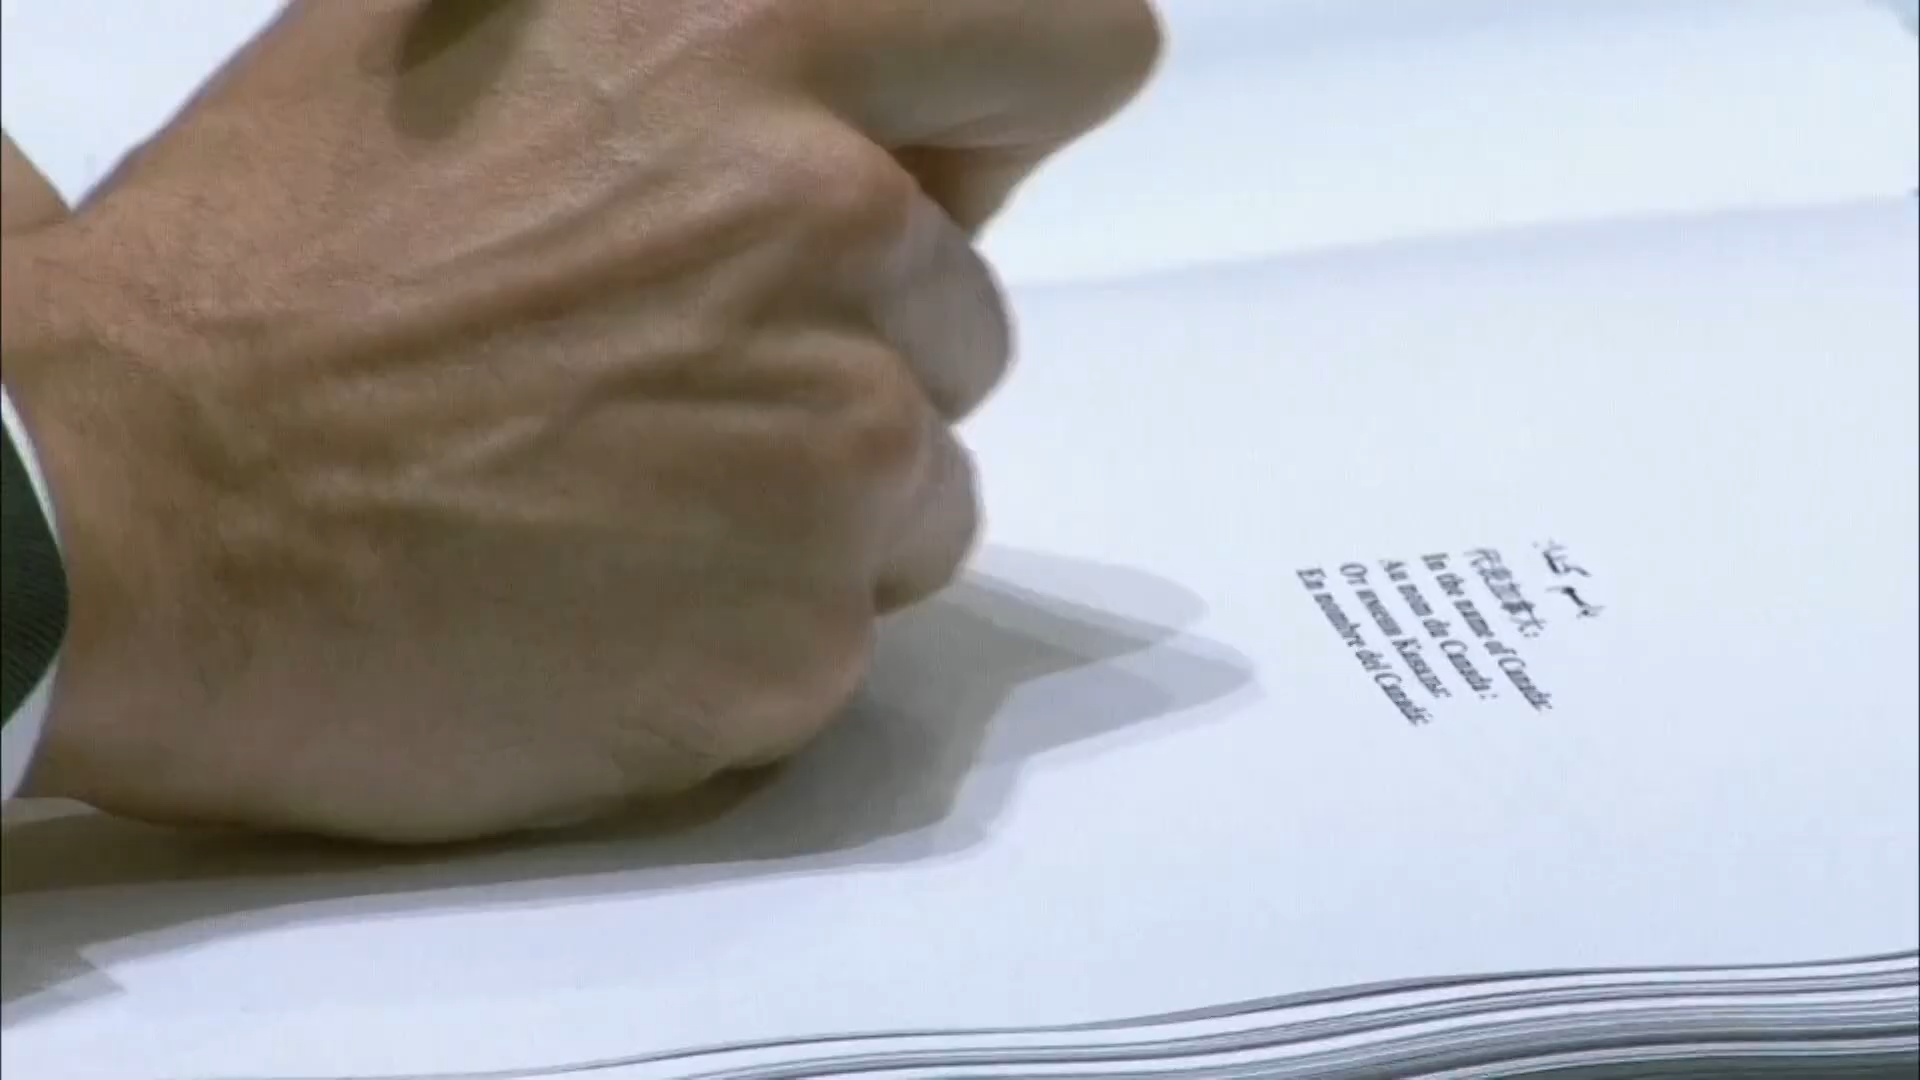 代表加拿大:
In the name of Canada:
Au nom du Canada :
От имени Канады:
En nombre del Canadá: